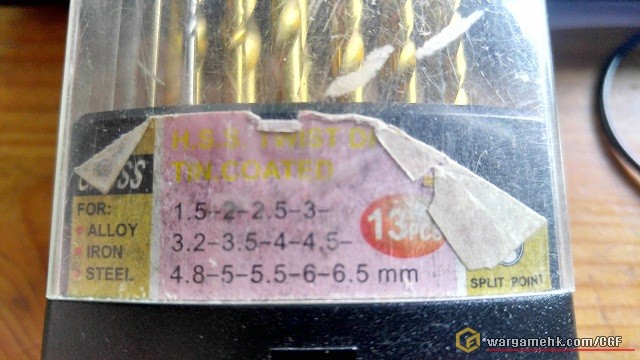 H.S.S. TWIST
TIN.COATED
FOR:
ALLOY
IRON
STEEL
1.5-2-2.5-3-
3.2-3.5-4-4.5-
4.8-5-5.5-6-6.5 mm
13PCS
SPLIT POINT
wargamehk.com/CGF